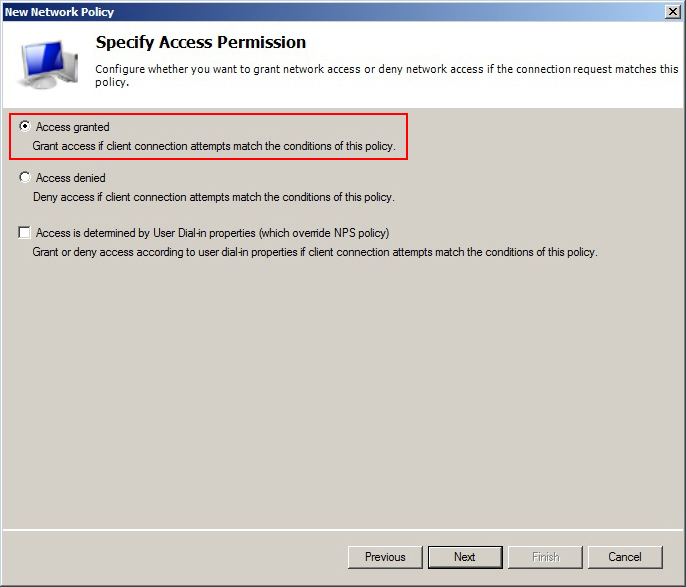 New Network Policy
Specify Access Permission
Configure whether you want to grant network access or deny network access if the connection request matches this
policy.
Access granted
Grant access if client connection attempts match the conditions of this policy.
Access denied
Deny access if client connection attempts match the conditions of this policy.
Access is determined by User Dial-in properties (which override NPS policy)
Grant or deny access according to user dial-in properties if client connection attempts match the conditions of this policy.
Previous Next Finish Cancel